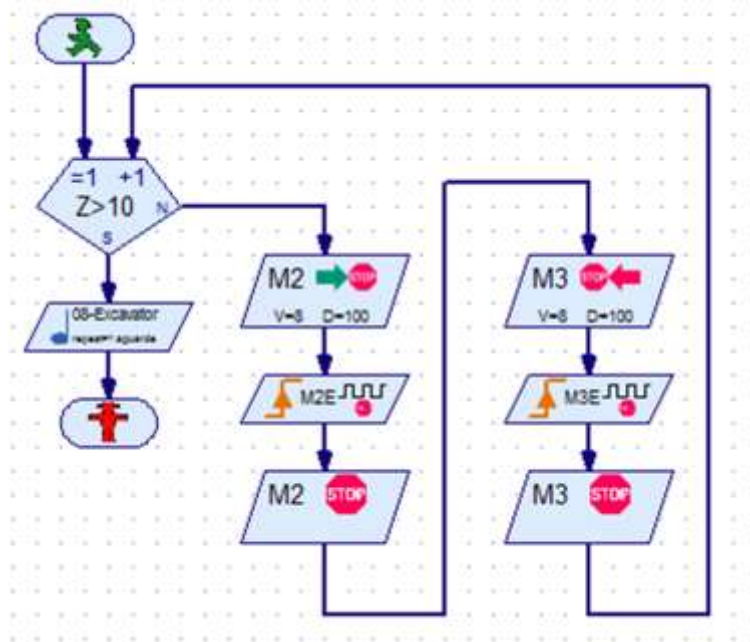 =1 +1
Z>10
N
S
08-Excavator
M2 STOP
V=8 D=100
M2E
M2 STOP
M3 STOP
V=8 D=100
M3E
M3 STOP